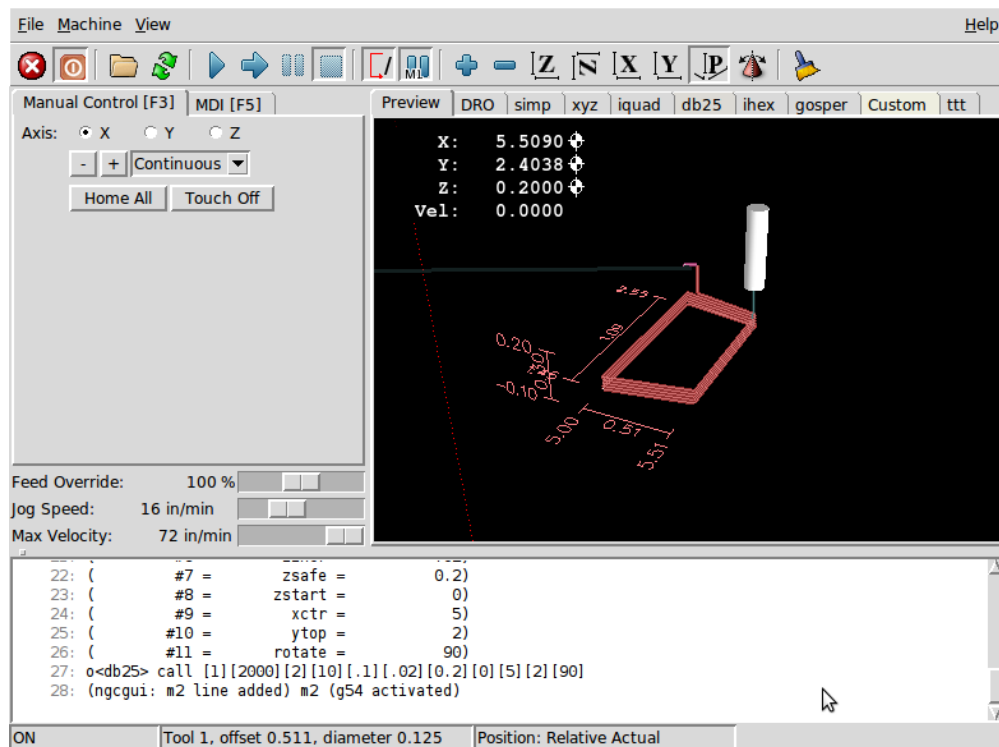 File Machine View Help
M1 Z N X Y P
Manual Control [F3] MDI [F5]
Preview DRO simp xyz iquad db25 ihex gosper Custom ttt
Axis: X Y Z
- + Continuous
Home All Touch Off
X: 5.5090
Y: 2.4038
Z: 0.2000
Vel: 0.0000
2.59
1.09
0.20
-0.10
5.00
0.51
5.51
Feed Override: 100 %
Jog Speed: 16 in/min
Max Velocity: 72 in/min
22: ( #7 = zsafe = 0.2)
23: ( #8 = zstart = 0)
24: ( #9 = xctr = 5)
25: ( #10 = ytop = 2)
26: ( #11 = rotate = 90)
27: o<db25> call [1][2000][2][10][.1][.02][0.2][0][5][2][90]
28: (ngcgui: m2 line added) m2 (g54 activated)
ON Tool 1, offset 0.511, diameter 0.125 Position: Relative Actual